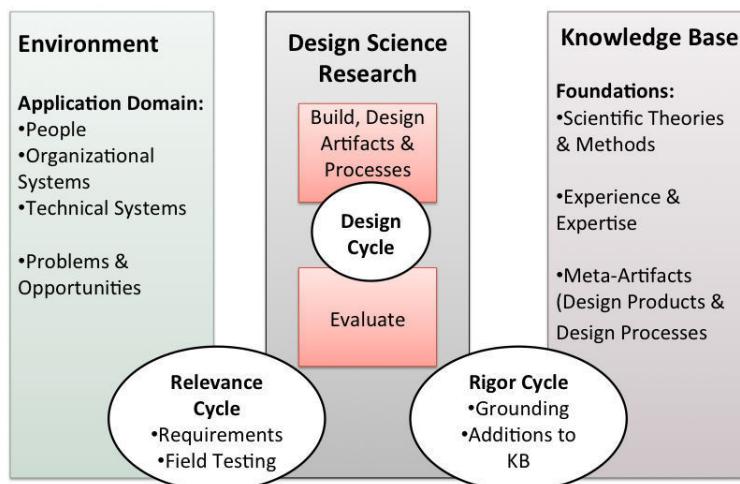 Environment
Application Domain:
•People
•Organizational
Systems
•Technical Systems
•Problems &
Opportunities
Design Science
Research
Build, Design
Artifacts &
Processes
Design
Cycle
Evaluate
Knowledge Base
Foundations:
•Scientific Theories
& Methods
•Experience &
Expertise
•Meta-Artifacts
(Design Products &
Design Processes
Relevance
Cycle
•Requirements
•Field Testing
Rigor Cycle
•Grounding
•Additions to
KB